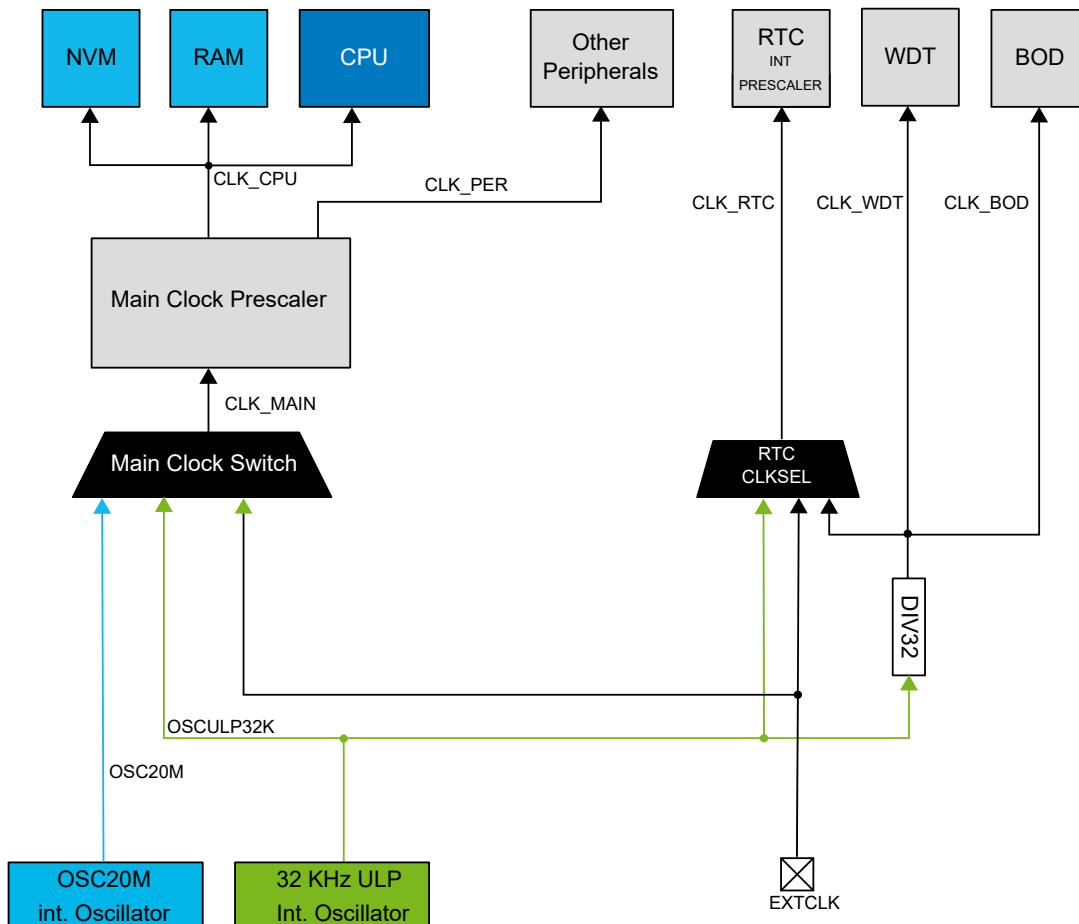 NVM
RAM
CPU
Other
Peripherals
RTC
INT
PRESCALER
WDT
BOD
CLK_CPU
CLK_PER
CLK_RTC
CLK_WDT
CLK_BOD
Main Clock Prescaler
CLK_MAIN
Main Clock Switch
RTC
CLKSEL
DIV32
OSCULP32K
OSC20M
OSC20M
int. Oscillator
32 KHz ULP
Int. Oscillator
EXTCLK